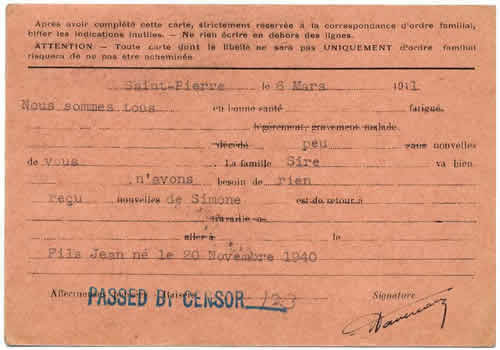 Après avoir complété cette carte, strictement réservée à la correspondance d'ordre familial,
biffer les indications inutiles. — Ne rien écrire en dehors des lignes.
ATTENTION — Toute carte dont le libellé ne sera pas UNIQUEMENT d'ordre familial
risquera de ne pas être acheminée.
Saint-Pierre le 6 Mars 1941
Nous sommes tous en bonne santé fatigué.
légèrement, gravement malade
décédé peu sans nouvelles
de vous La famille Sire va bien.
n'avons besoin de rien
reçu nouvelles de Simone est de retour à
travaille
aller à le
Fils Jean né le 20 Novembre 1940
Affectueuses Signature
PASSED BY CENSOR 123